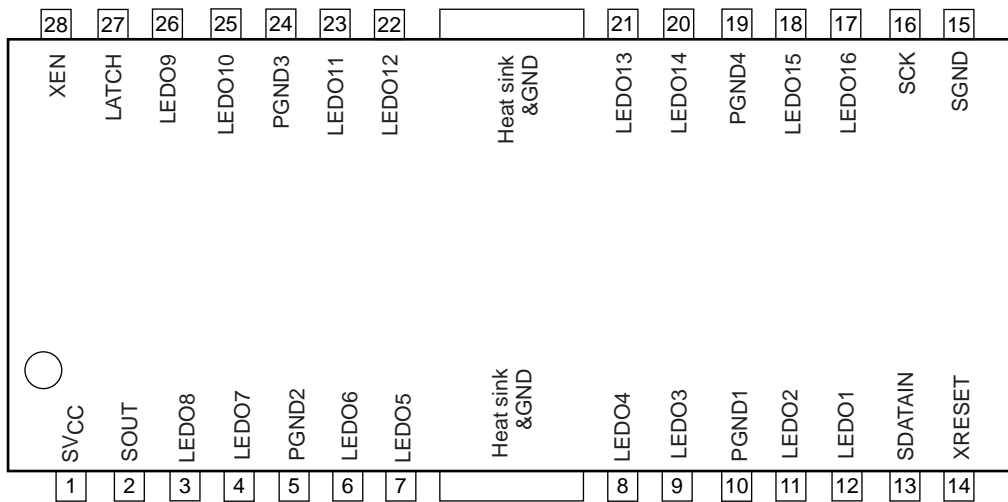 28 27 26 25 24 23 22 21 20 19 18 17 16 15
XEN
LATCH
LEDO9
LEDO10
PGND3
LEDO11
LEDO12
Heat sink
&GND
LEDO13
LEDO14
PGND4
LEDO15
LEDO16
SCK
SGND
SVCC
SOUT
LEDO8
LEDO7
PGND2
LEDO6
LEDO5
Heat sink
&GND
LEDO4
LEDO3
PGND1
LEDO2
LEDO1
SDATAIN
XRESET
1 2 3 4 5 6 7 8 9 10 11 12 13 14